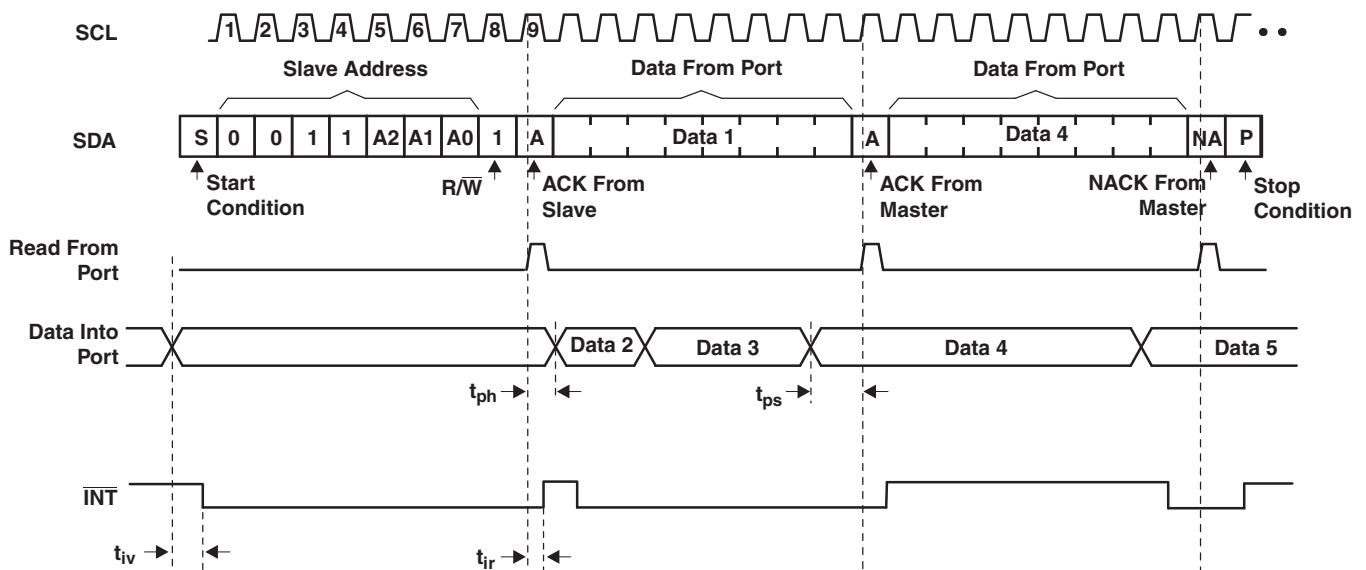 SCL
1 2 3 4 5 6 7 8 9
Slave Address Data From Port Data From Port
SDA
S 0 0 1 1 A2 A1 A0 1 A Data 1 A Data 4 NA P
Start
Condition
R/W̅
ACK From
Slave
ACK From
Master
NACK From
Master
Stop
Condition
Read From
Port
Data Into
Port
Data 2 Data 3 Data 4 Data 5
tph tps
I̅N̅T̅
tiv tir